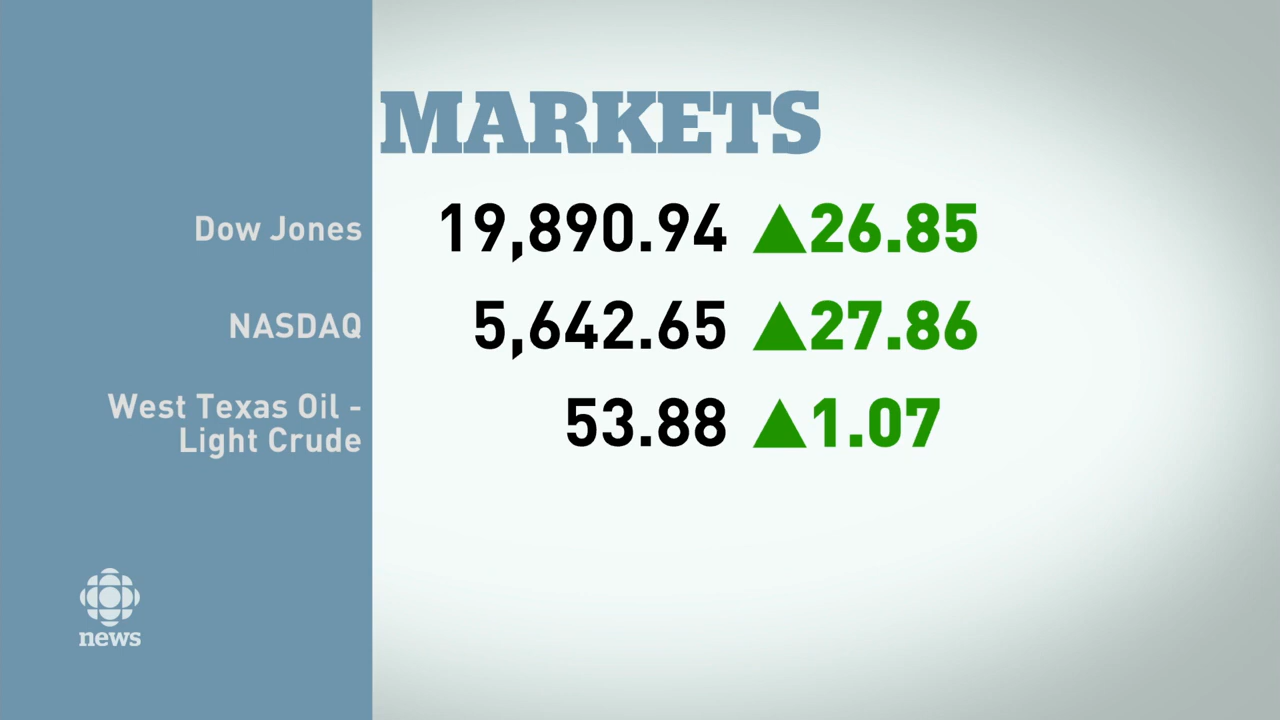 MARKETS
Dow Jones 19,890.94 ▲26.85
NASDAQ 5,642.65 ▲27.86
West Texas Oil -
Light Crude 53.88 ▲1.07
news